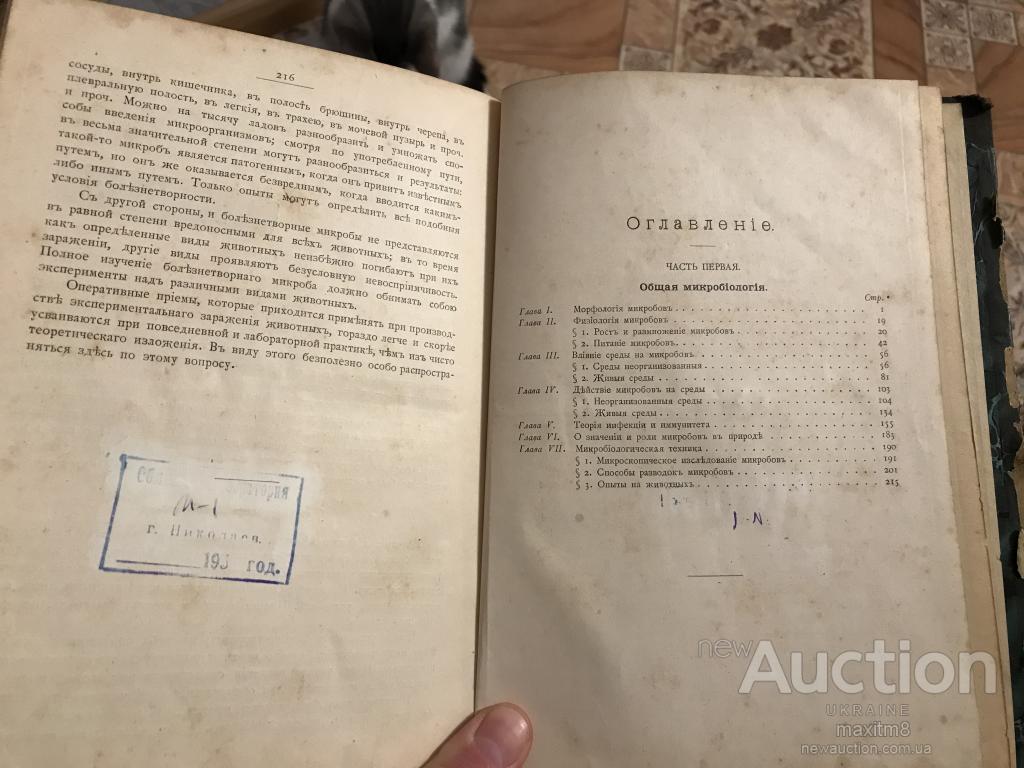 216
сосуды, внутрь кишечника, въ полость брюшины, внутрь черепа, въ
плевральную полость, въ легкія, въ трахею, въ мочевой пузырь и проч.
и проч. Можно на тысячу ладовъ разнообразить и умножать спо-
собы введенія микроорганизмовъ; смотря по употребленному пути,
въ весьма значительной степени могутъ разнообразиться и результаты:
такой-то микробъ является патогеннымъ, когда онъ привитъ извѣстнымъ
путемъ, но онъ же оказывается безвреднымъ, когда вводится какимъ-
либо инымъ путемъ. Только опыты могутъ опредѣлить всѣ подобныя
условія болѣзнетворности.
Съ другой стороны, и болѣзнетворные микробы не представляются
въ равной степени вредоносными для всѣхъ животныхъ; въ то время
какъ опредѣленные виды животныхъ неизбѣжно погибаютъ при ихъ
зараженіи, другіе виды проявляютъ безусловную невоспріимчивость.
Полное изученіе болѣзнетворнаго микроба должно обнимать собою
эксперименты надъ различными видами животныхъ.
Оперативные пріемы, которые приходится примѣнять при производ-
ствѣ экспериментальнаго зараженія животныхъ, гораздо легче и скорѣе
усваиваются при повседневной и лабораторной практикѣ, чѣмъ изъ чисто
теоретическаго изложенія. Въ виду этого безполезно особо распростра-
няться здѣсь по этому вопросу.
г. Николаев.
193 год.
Оглавленіе.
ЧАСТЬ ПЕРВАЯ.
Общая микробіологія.
Стр.
Глава I. Морфологія микробовъ 1
Глава II. Физіологія микробовъ 19
§ 1. Ростъ и размноженіе микробовъ 20
§ 2. Питаніе микробовъ 42
Глава III. Вліяніе среды на микробовъ 56
§ 1. Среды неорганизованныя 56
§ 2. Живыя среды 81
Глава IV. Дѣйствіе микробовъ на среды 103
§ 1. Неорганизованныя среды 104
§ 2. Живыя среды 134
Глава V. Теорія инфекціи и иммунитета 155
Глава VI. О значеніи и роли микробовъ въ природѣ 183
Глава VII. Микробіологическая техника 190
§ 1. Микроскопическое изслѣдованіе микробовъ 191
§ 2. Способы разводокъ микробовъ 201
§ 3. Опыты на животныхъ 215
new Auction
UKRAINE
maxitm8
newauction.com.ua